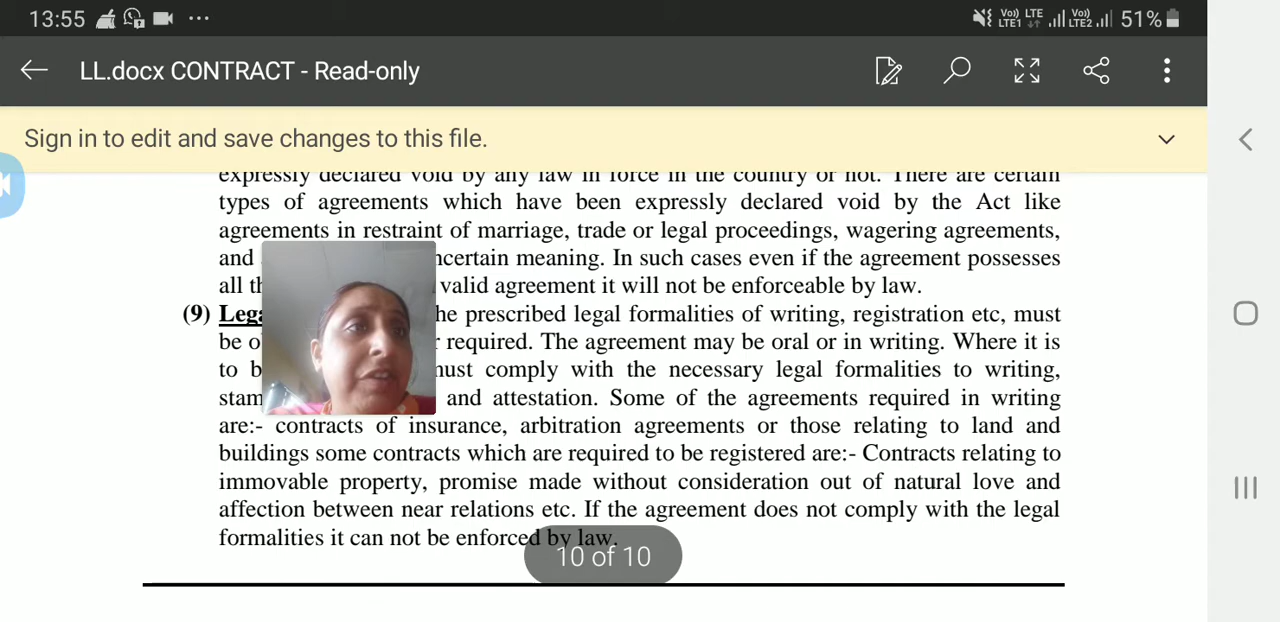 13:55 ... Vo)) LTE1 LTE Vo)) LTE2 51%
LL.docx CONTRACT - Read-only
Sign in to edit and save changes to this file.
expressly declared void by any law in force in the country or not. There are certain
types of agreements which have been expressly declared void by the Act like
agreements in restraint of marriage, trade or legal proceedings, wagering agreements,
and ncertain meaning. In such cases even if the agreement possesses
all th valid agreement it will not be enforceable by law.
(9) Lega he prescribed legal formalities of writing, registration etc, must
be o r required. The agreement may be oral or in writing. Where it is
to b nust comply with the necessary legal formalities to writing,
stam and attestation. Some of the agreements required in writing
are:- contracts of insurance, arbitration agreements or those relating to land and
buildings some contracts which are required to be registered are:- Contracts relating to
immovable property, promise made without consideration out of natural love and
affection between near relations etc. If the agreement does not comply with the legal
formalities it can not be enforced by law.
10 of 10